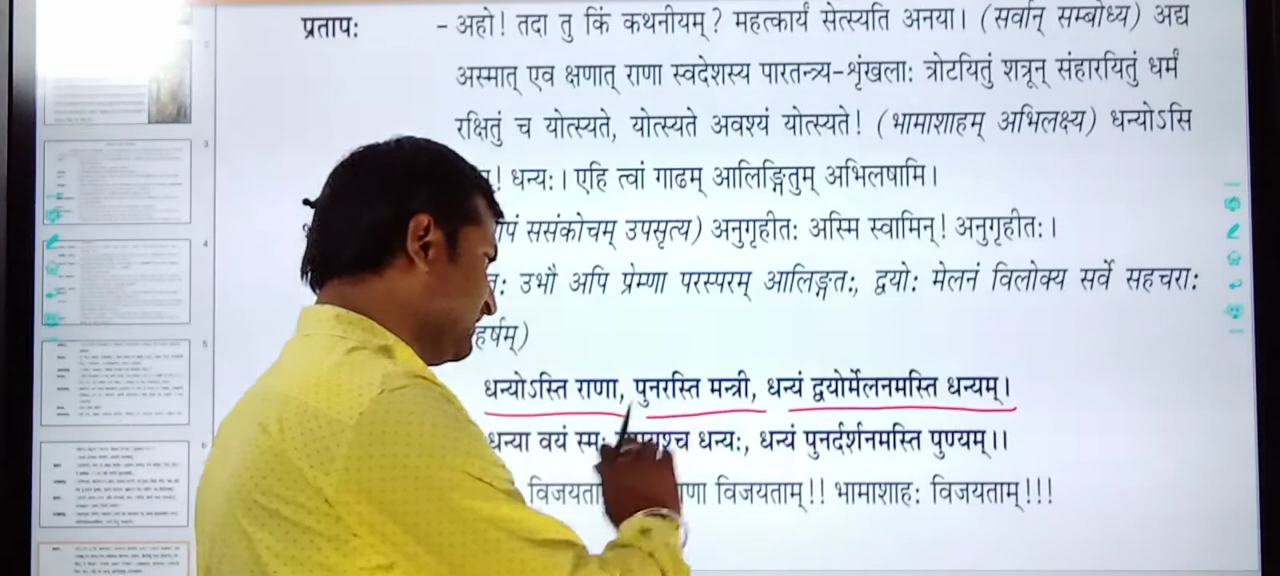 प्रतापः - अहो! तदा तु किं कथनीयम्? महत्कार्यं सेत्स्यति अनया। (सर्वान् सम्बोध्य) अद्य
अस्मात् एव क्षणात् राणा स्वदेशस्य पारतन्त्र्य-शृंखलाः त्रोटयितुं शत्रून् संहारयितुं धर्मं
रक्षितुं च योत्स्यते, योत्स्यते अवश्यं योत्स्यते! (भामाशाहम् अभिलक्ष्य) धन्योऽसि
! धन्यः। एहि त्वां गाढम् आलिङ्गितुम् अभिलषामि।
ससंकोचम् उपसृत्य) अनुगृहीतः अस्मि स्वामिन्! अनुगृहीतः।
उभौ अपि प्रेम्णा परस्परम् आलिङ्गतः, द्वयोः मेलनं विलोक्य सर्वे सहचराः
हर्षम्)
धन्योऽस्ति राणा, पुनरस्ति मन्त्री, धन्यं द्वयोर्मेलनमस्ति धन्यम्।
धन्या वयं स्मः धन्यः, धन्यं पुनर्दर्शनमस्ति पुण्यम्।।
विजयता राणा विजयताम्!! भामाशाहः विजयताम्!!!
3
4
5
6